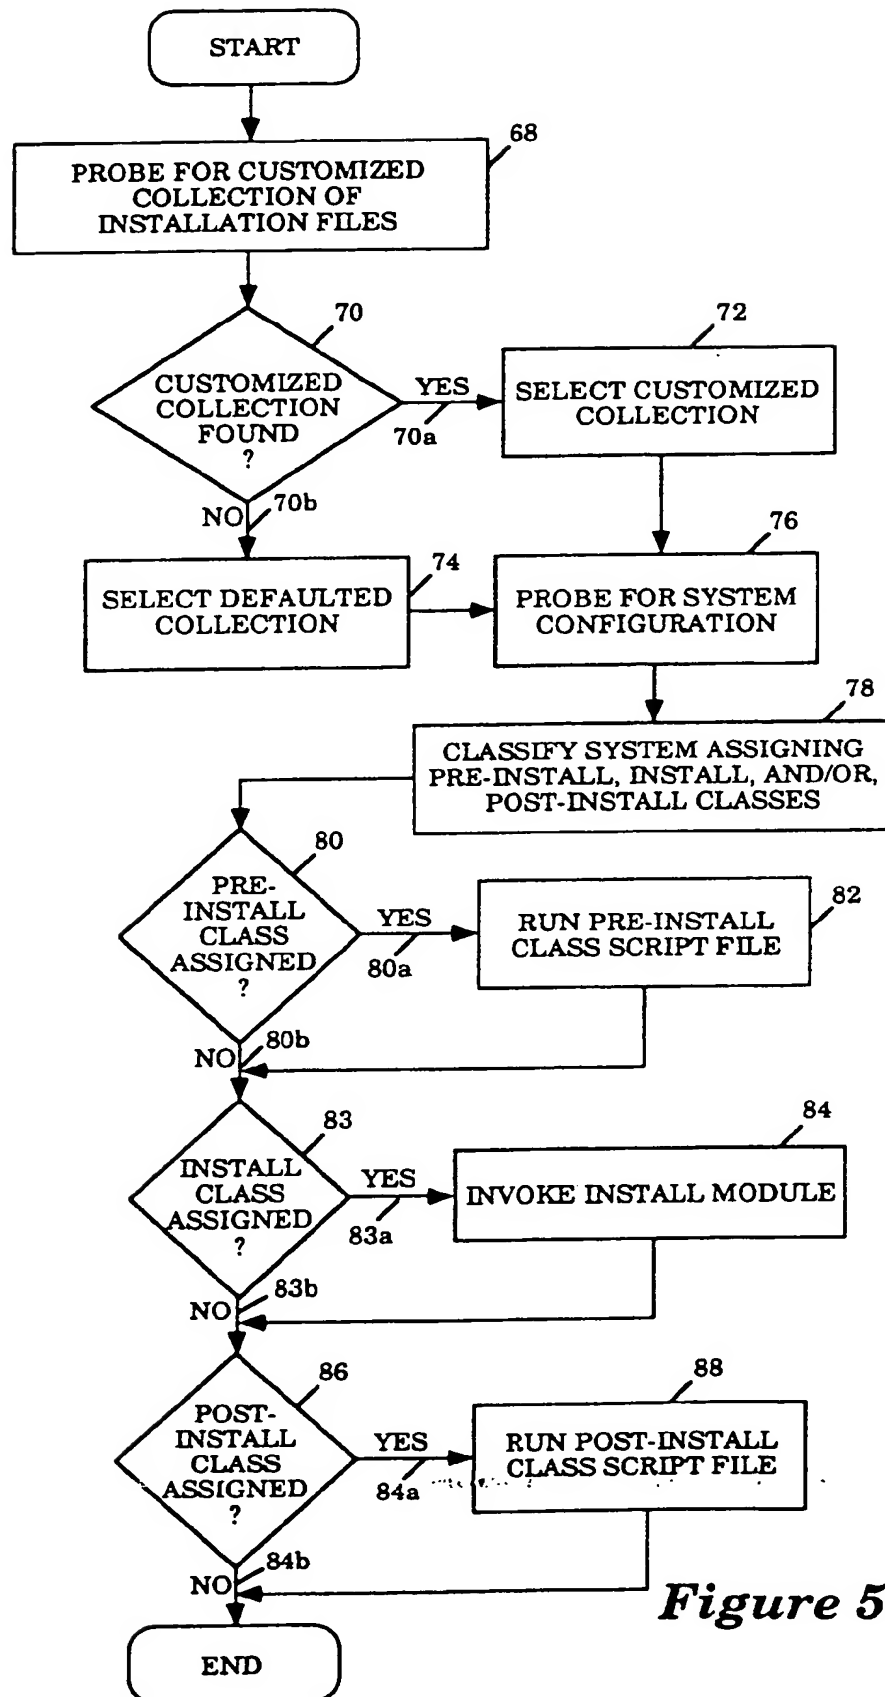 START
68
PROBE FOR CUSTOMIZED
COLLECTION OF
INSTALLATION FILES
70
CUSTOMIZED
COLLECTION
FOUND
?
YES
70a
72
SELECT CUSTOMIZED
COLLECTION
NO
70b
74
SELECT DEFAULTED
COLLECTION
76
PROBE FOR SYSTEM
CONFIGURATION
78
CLASSIFY SYSTEM ASSIGNING
PRE-INSTALL, INSTALL, AND/OR,
POST-INSTALL CLASSES
80
PRE-
INSTALL
CLASS
ASSIGNED
?
YES
80a
82
RUN PRE-INSTALL
CLASS SCRIPT FILE
NO
80b
83
INSTALL
CLASS
ASSIGNED
?
YES
83a
84
INVOKE INSTALL MODULE
NO
83b
86
POST-
INSTALL
CLASS
ASSIGNED
?
YES
84a
88
RUN POST-INSTALL
CLASS SCRIPT FILE
NO
84b
END
Figure 5